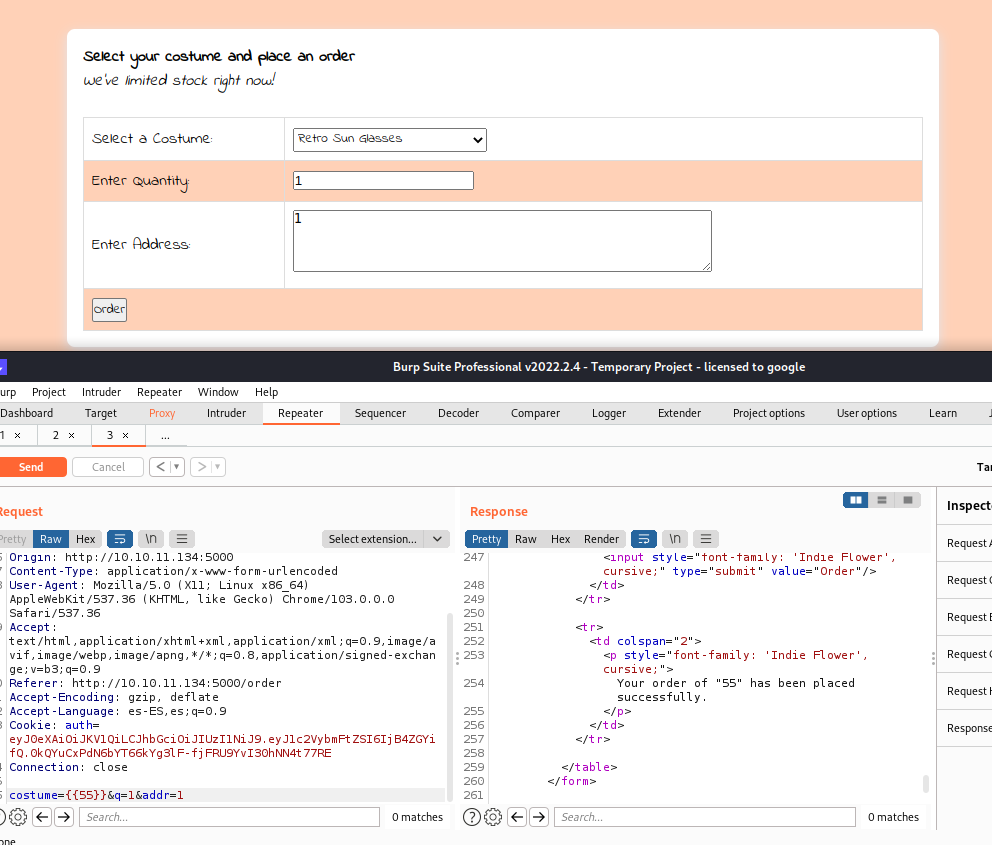 Select your costume and place an order
We've limited stock right now!
Select a Costume:
Retro Sun Glasses
Enter Quantity:
1
Enter Address:
1
Order
Burp Suite Professional v2022.2.4 - Temporary Project - licensed to google
urp Project Intruder Repeater Window Help
Dashboard Target Proxy Intruder Repeater Sequencer Decoder Comparer Logger Extender Project options User options Learn
1 × 2 × 3 × ...
Send Cancel < > Tar
Request
Response
Inspect
Pretty Raw Hex \n Select extension...
Pretty Raw Hex Render \n
Request A
Request Q
Request B
Request C
Request H
Response
Origin: http://10.10.11.134:5000
Content-Type: application/x-www-form-urlencoded
User-Agent: Mozilla/5.0 (X11; Linux x86_64)
AppleWebKit/537.36 (KHTML, like Gecko) Chrome/103.0.0.0
Safari/537.36
Accept:
text/html,application/xhtml+xml,application/xml;q=0.9,image/a
vif,image/webp,image/apng,*/*;q=0.8,application/signed-exchan
ge;v=b3;q=0.9
Referer: http://10.10.11.134:5000/order
Accept-Encoding: gzip, deflate
Accept-Language: es-ES,es;q=0.9
Cookie: auth=
eyJ0eXAiOiJKV1QiLCJhbGciOiJIUzI1NiJ9.eyJ1c2VybmFtZSI6IjB4ZGYi
fQ.0kQYuCxPdN6bYT66kYg3lF-fjFRU9YvI30hNN4t77RE
Connection: close
costume={{55}}&q=1&addr=1
247 <input style="font-family: 'Indie Flower',
cursive;" type="submit" value="Order"/>
248 </td>
249 </tr>
250
251 <tr>
252 <td colspan="2">
253 <p style="font-family: 'Indie Flower',
cursive;">
254 Your order of "55" has been placed
successfully.
255 </p>
256 </td>
257 </tr>
258
259 </table>
260 </form>
261
Search... 0 matches
Search... 0 matches
one